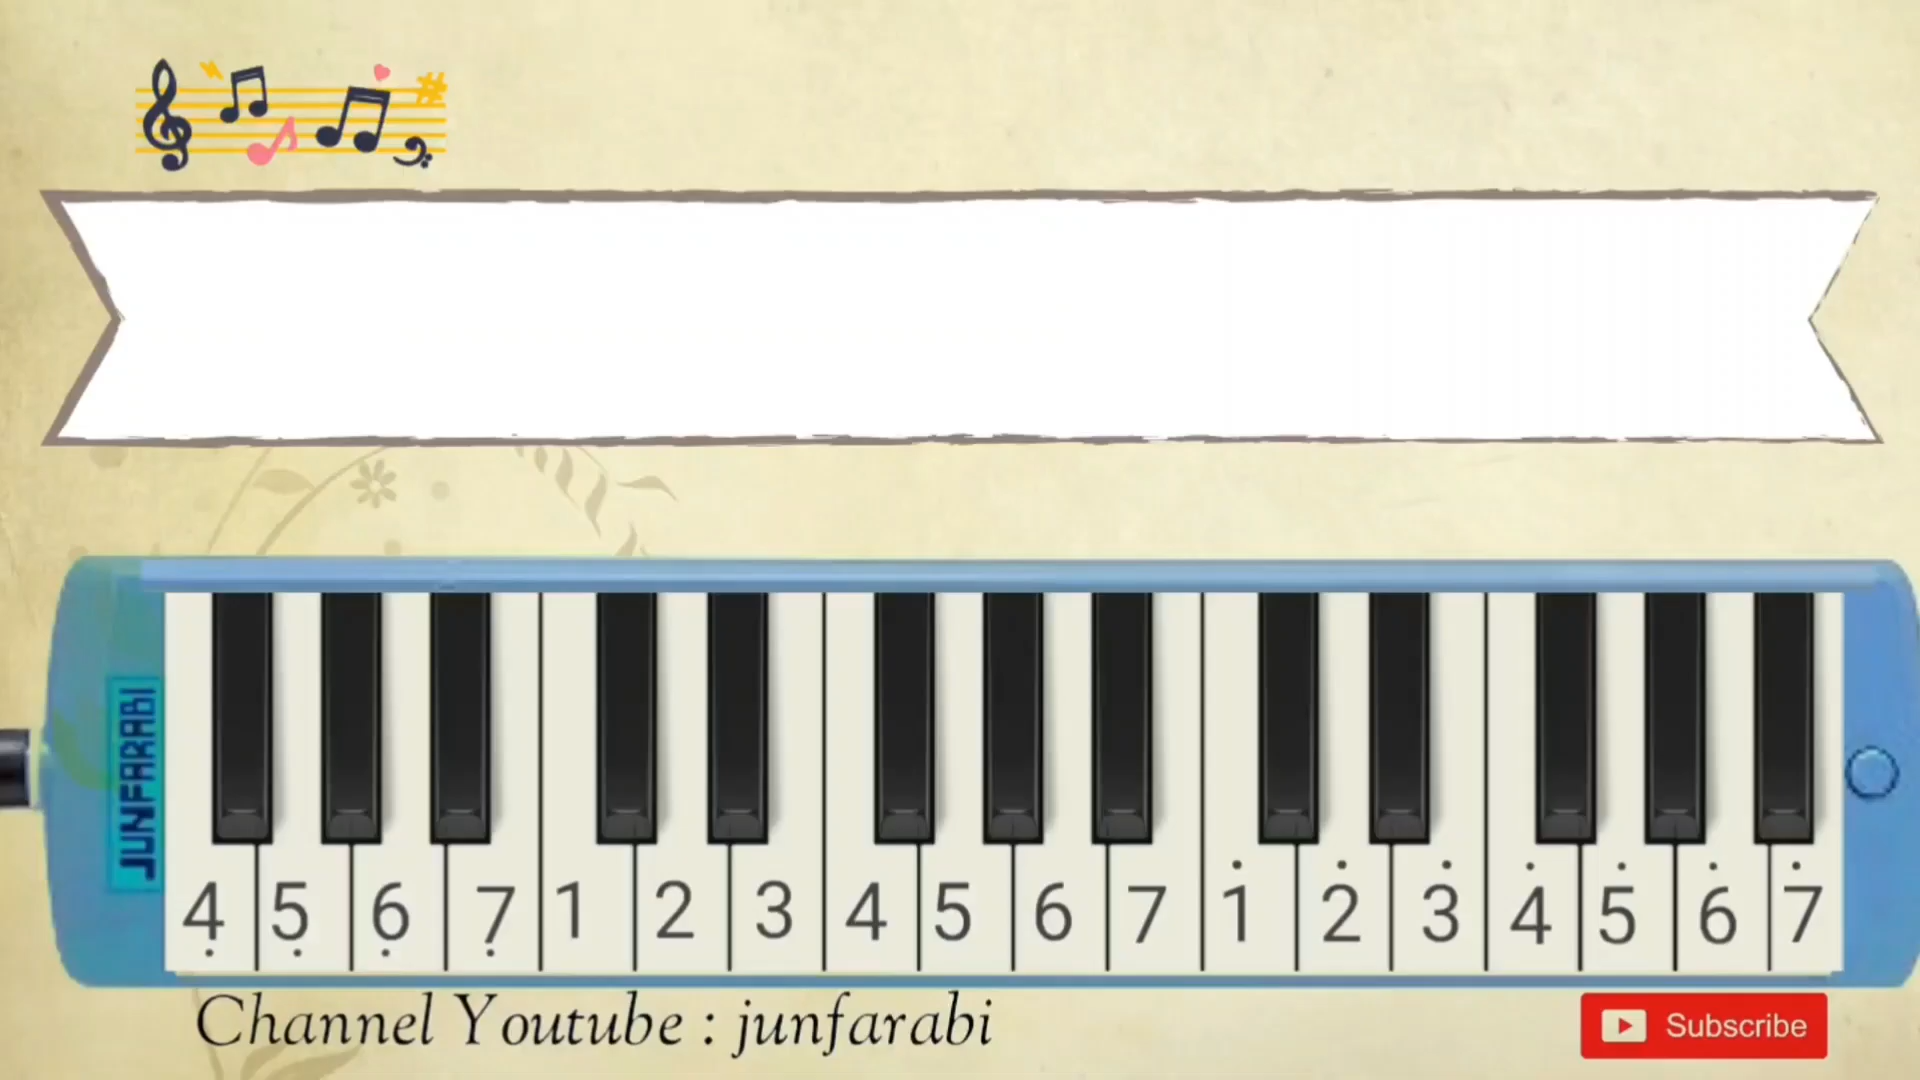 JUNFARABI
4̣ 5̣ 6̣ 7̣ 1 2 3 4 5 6 7 1̇ 2̇ 3̇ 4̇ 5̇ 6̇ 7̇
Channel Youtube : junfarabi
Subscribe